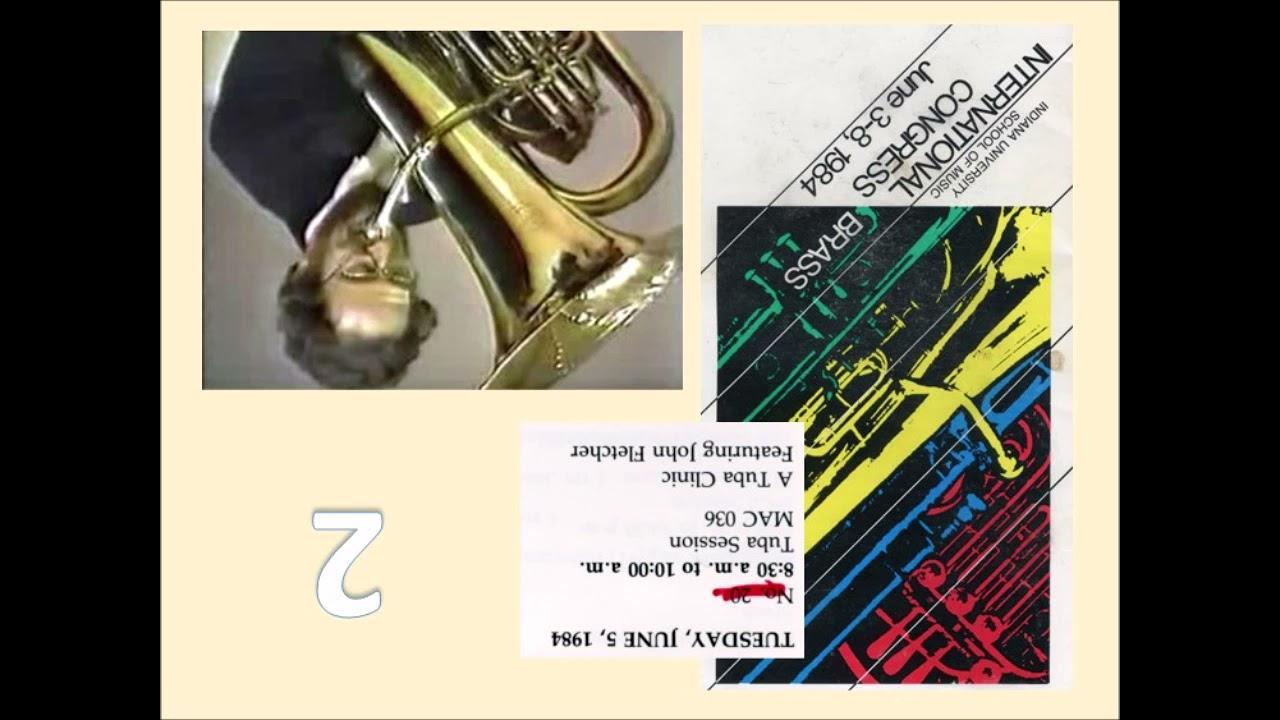 TUESDAY, JUNE 5, 1984
No. 20
8:30 a.m. to 10:00 a.m.
Tuba Session
MAC 036
A Tuba Clinic
Featuring John Fletcher
2
INDIANA UNIVERSITY
SCHOOL OF MUSIC
INTERNATIONAL
BRASS
CONGRESS
June 3-8, 1984